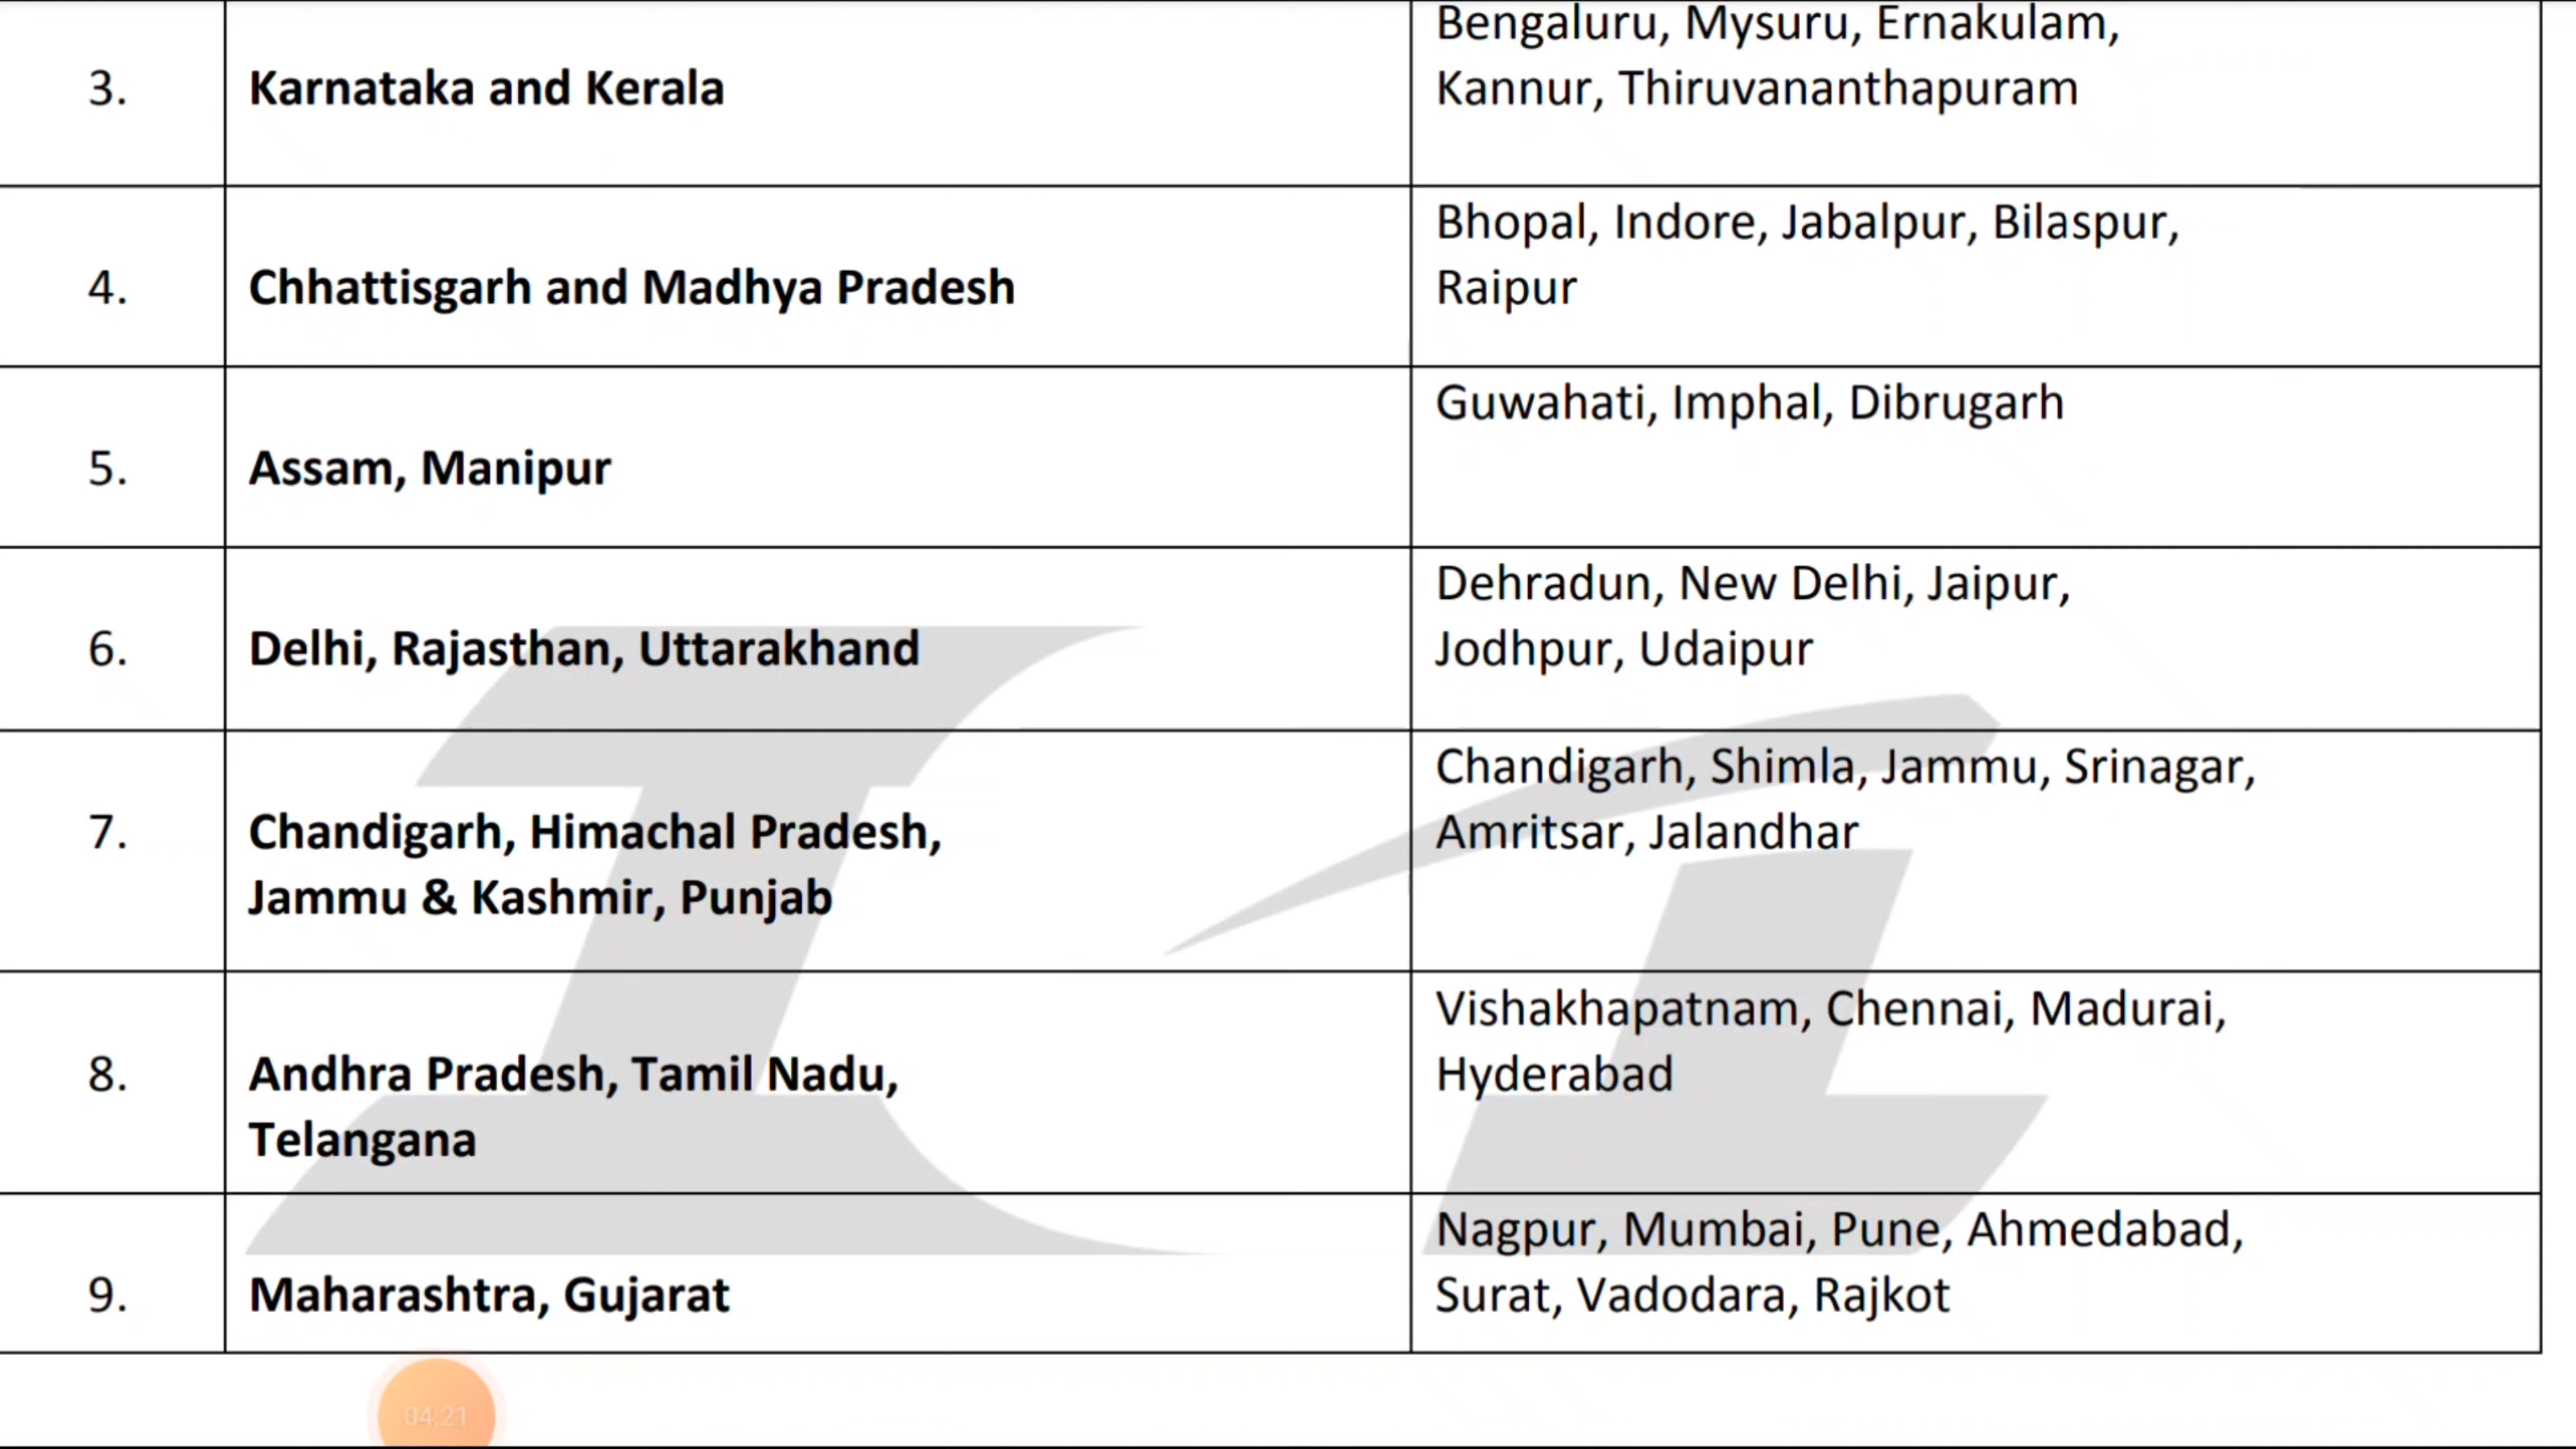 Bengaluru, Mysuru, Ernakulam,
3. Karnataka and Kerala Kannur, Thiruvananthapuram
Bhopal, Indore, Jabalpur, Bilaspur,
4. Chhattisgarh and Madhya Pradesh Raipur
Guwahati, Imphal, Dibrugarh
5. Assam, Manipur
Dehradun, New Delhi, Jaipur,
6. Delhi, Rajasthan, Uttarakhand Jodhpur, Udaipur
Chandigarh, Shimla, Jammu, Srinagar,
7. Chandigarh, Himachal Pradesh, Amritsar, Jalandhar
Jammu & Kashmir, Punjab
Vishakhapatnam, Chennai, Madurai,
8. Andhra Pradesh, Tamil Nadu, Hyderabad
Telangana
Nagpur, Mumbai, Pune, Ahmedabad,
9. Maharashtra, Gujarat Surat, Vadodara, Rajkot
04:21